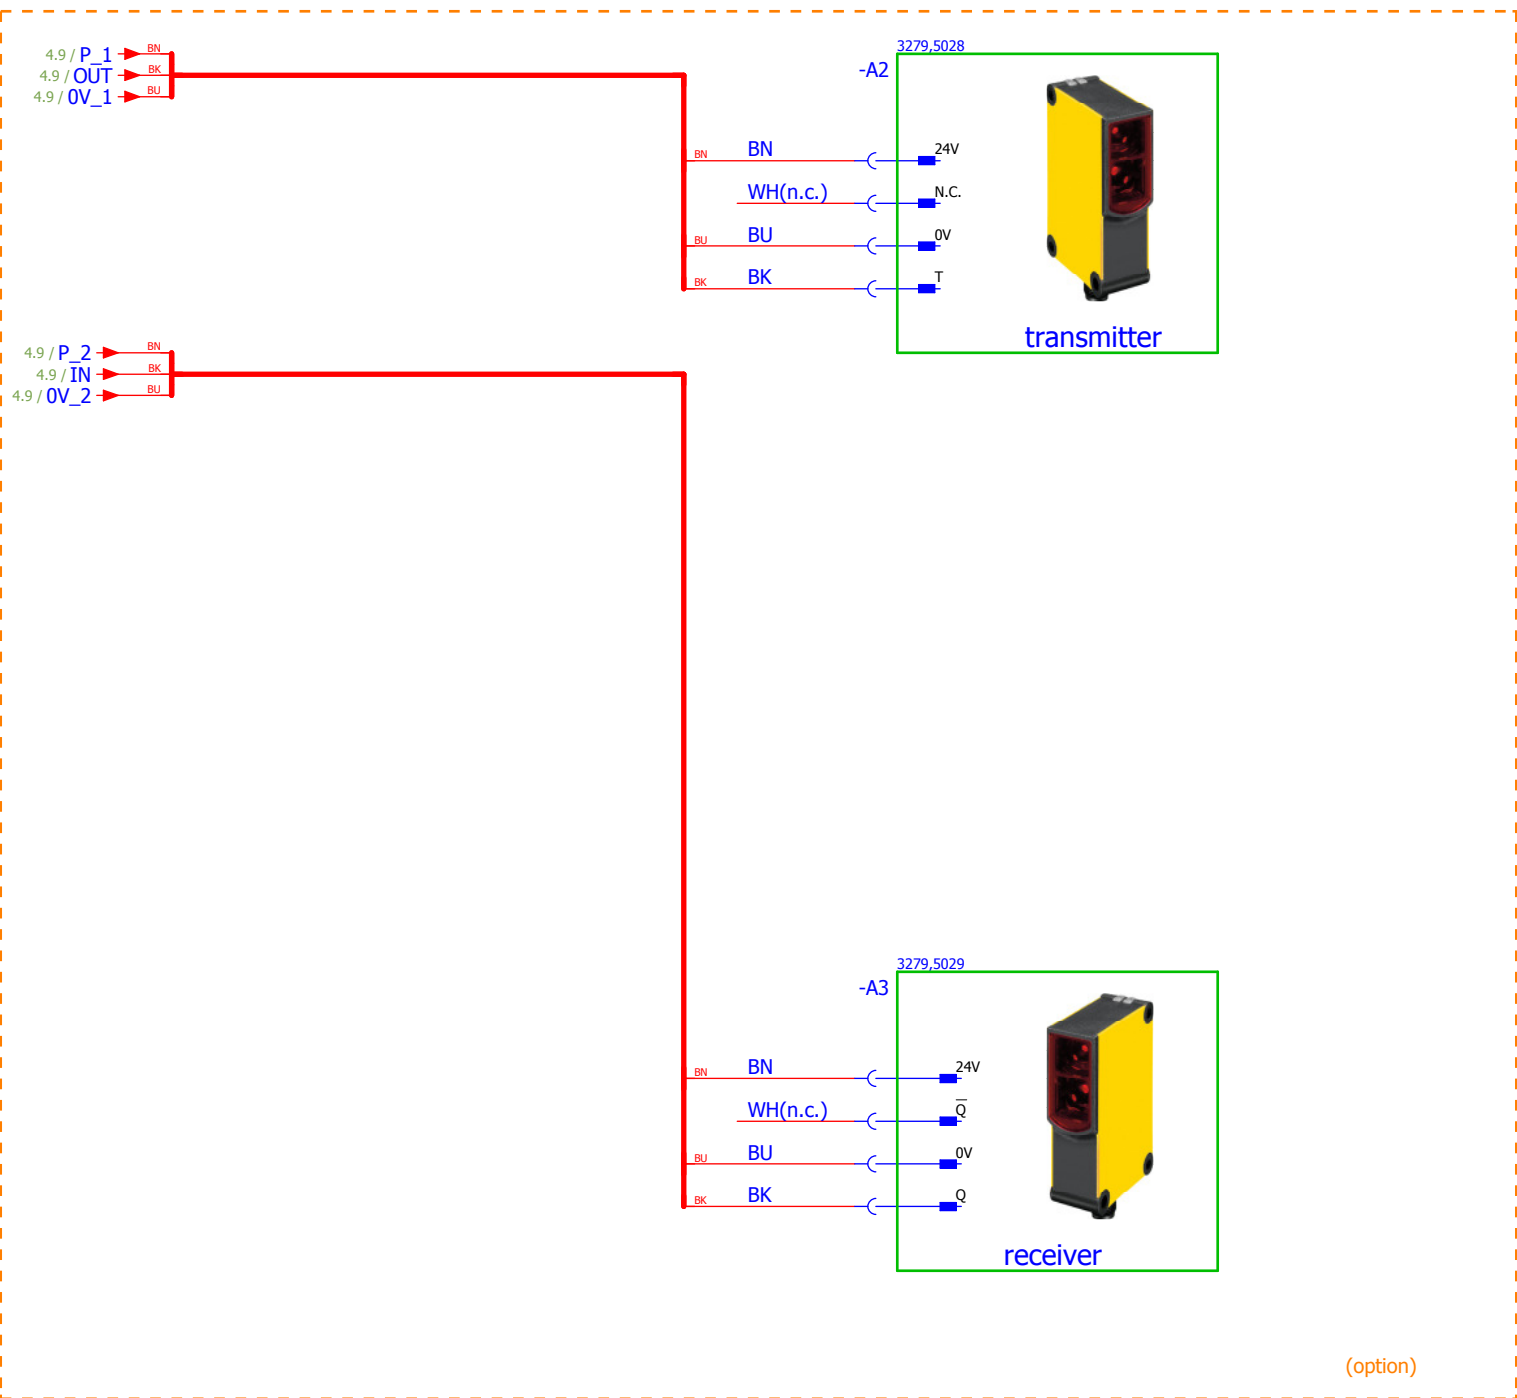 4.9 / P_1 BN
4.9 / OUT BK
4.9 / 0V_1 BU
3279,5028
-A2
BN BN 24V
WH(n.c.) N.C.
BU BU 0V
BK BK T
transmitter
4.9 / P_2 BN
4.9 / IN BK
4.9 / 0V_2 BU
3279,5029
-A3
BN BN 24V
WH(n.c.) Q̅
BU BU 0V
BK BK Q
receiver
(option)